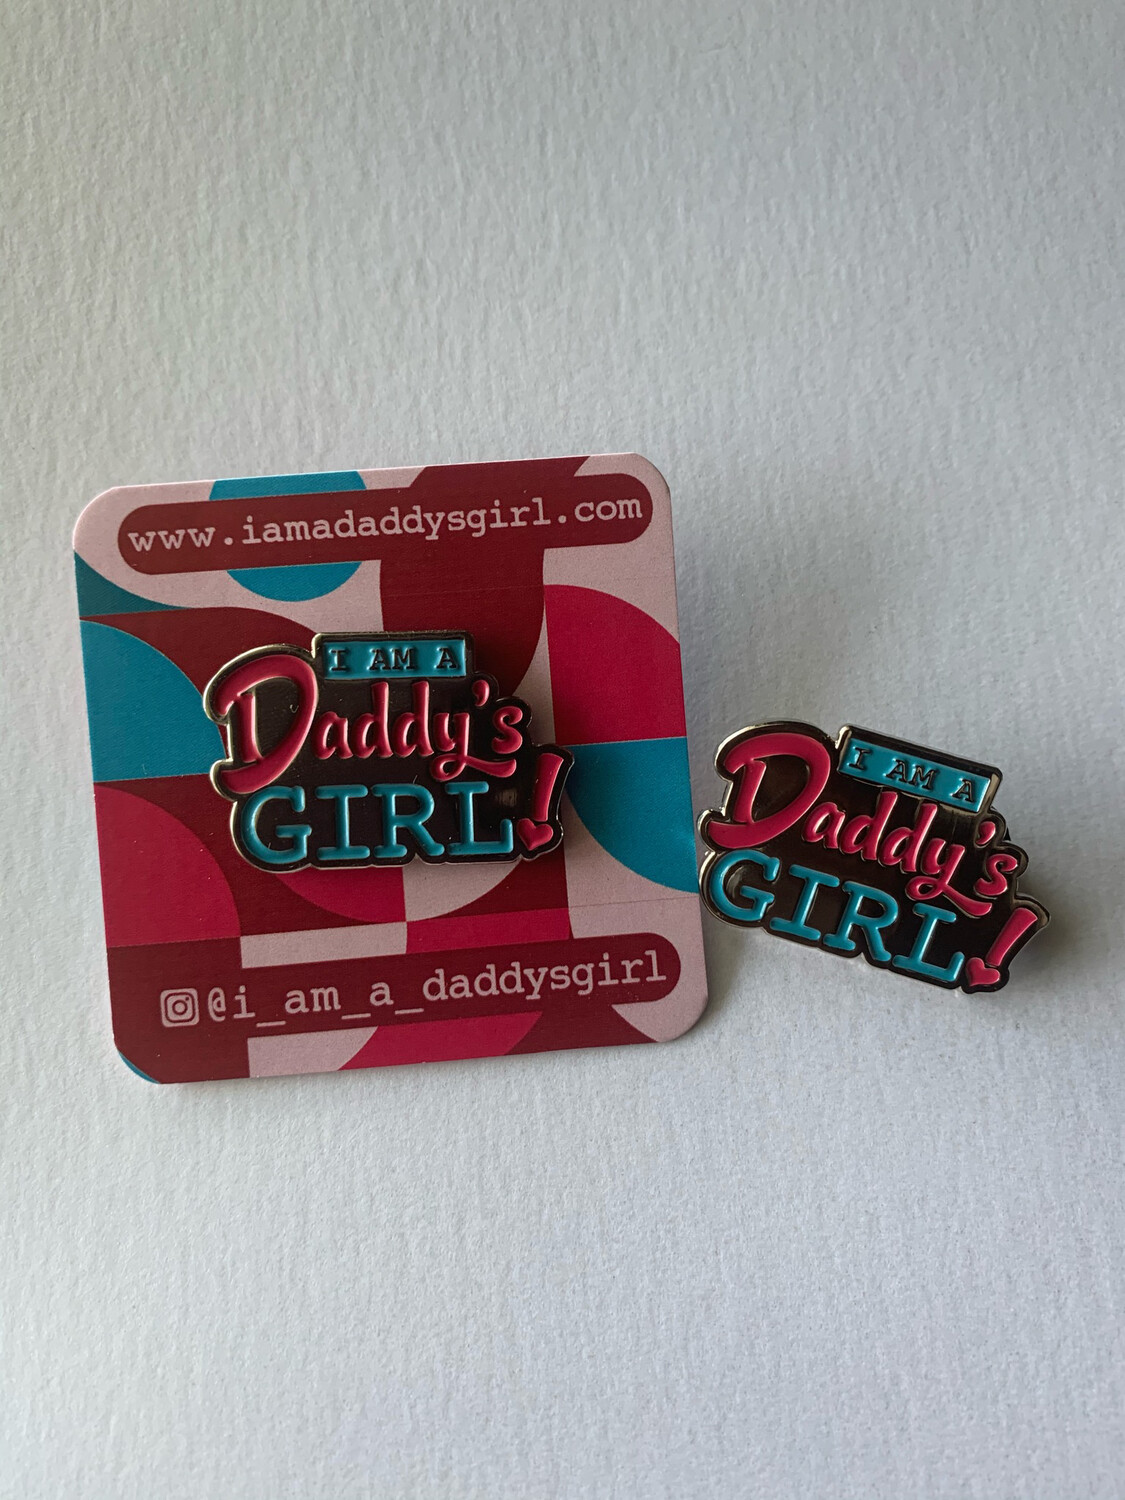 www.iamadaddysgirl.com
I AM A
Daddy's
GIRL!
@i_am_a_daddysgirl
I AM A
Daddy's
GIRL!